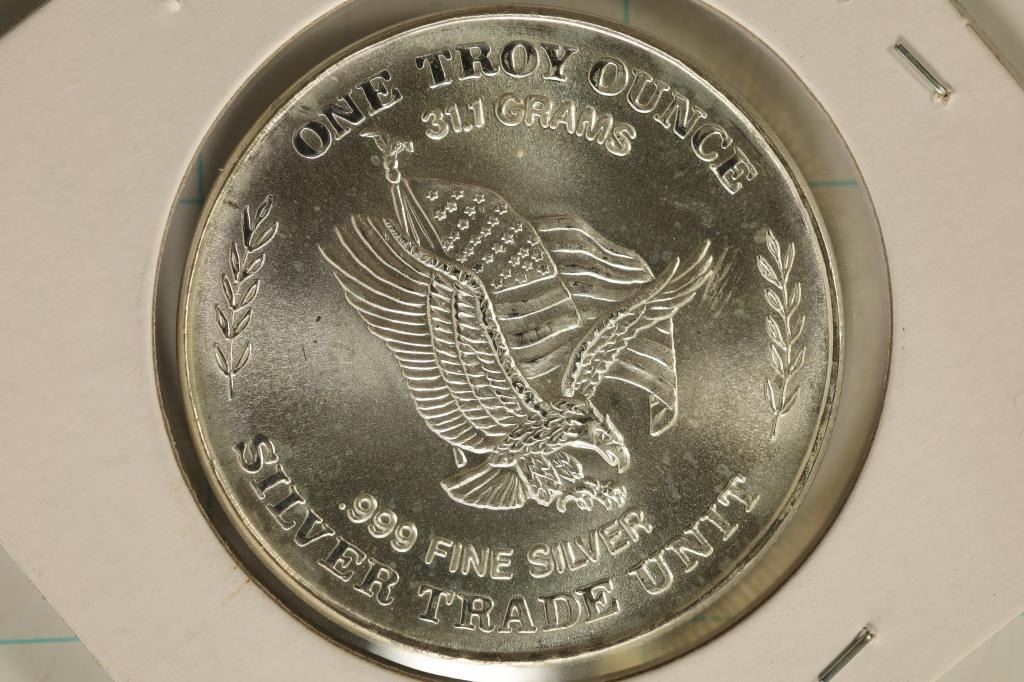 ONE TROY OUNCE
31.1 GRAMS
.999 FINE SILVER
SILVER TRADE UNIT